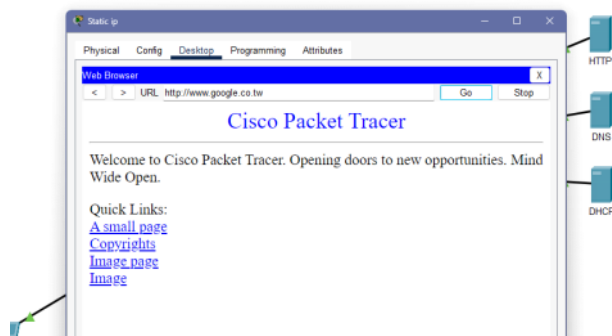 Static ip
Physical Config Desktop Programming Attributes
Web Browser X
< > URL http://www.google.co.tw Go Stop
Cisco Packet Tracer
Welcome to Cisco Packet Tracer. Opening doors to new opportunities. Mind
Wide Open.
Quick Links:
A small page
Copyrights
Image page
Image
HTTP
DNS
DHCP